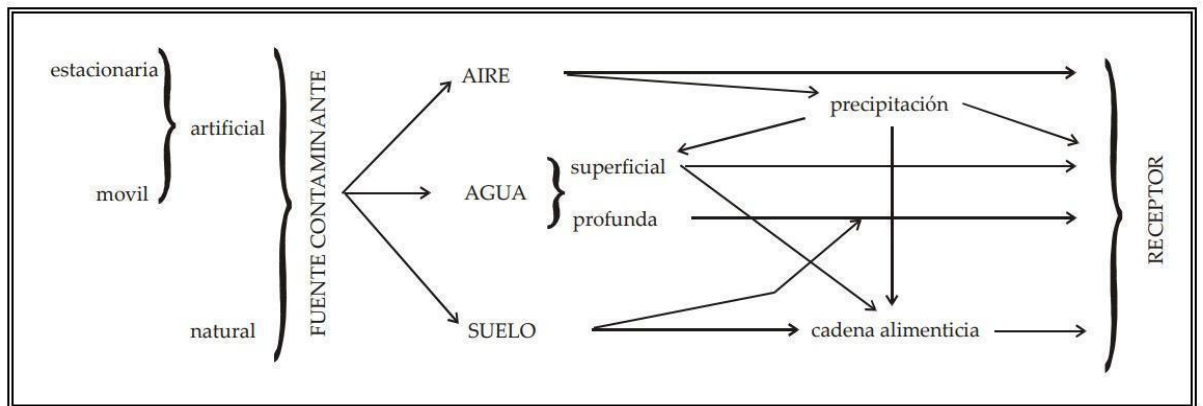 estacionaria
artificial
movil
natural
FUENTE CONTAMINANTE
AIRE
AGUA
SUELO
superficial
profunda
precipitación
cadena alimenticia
RECEPTOR